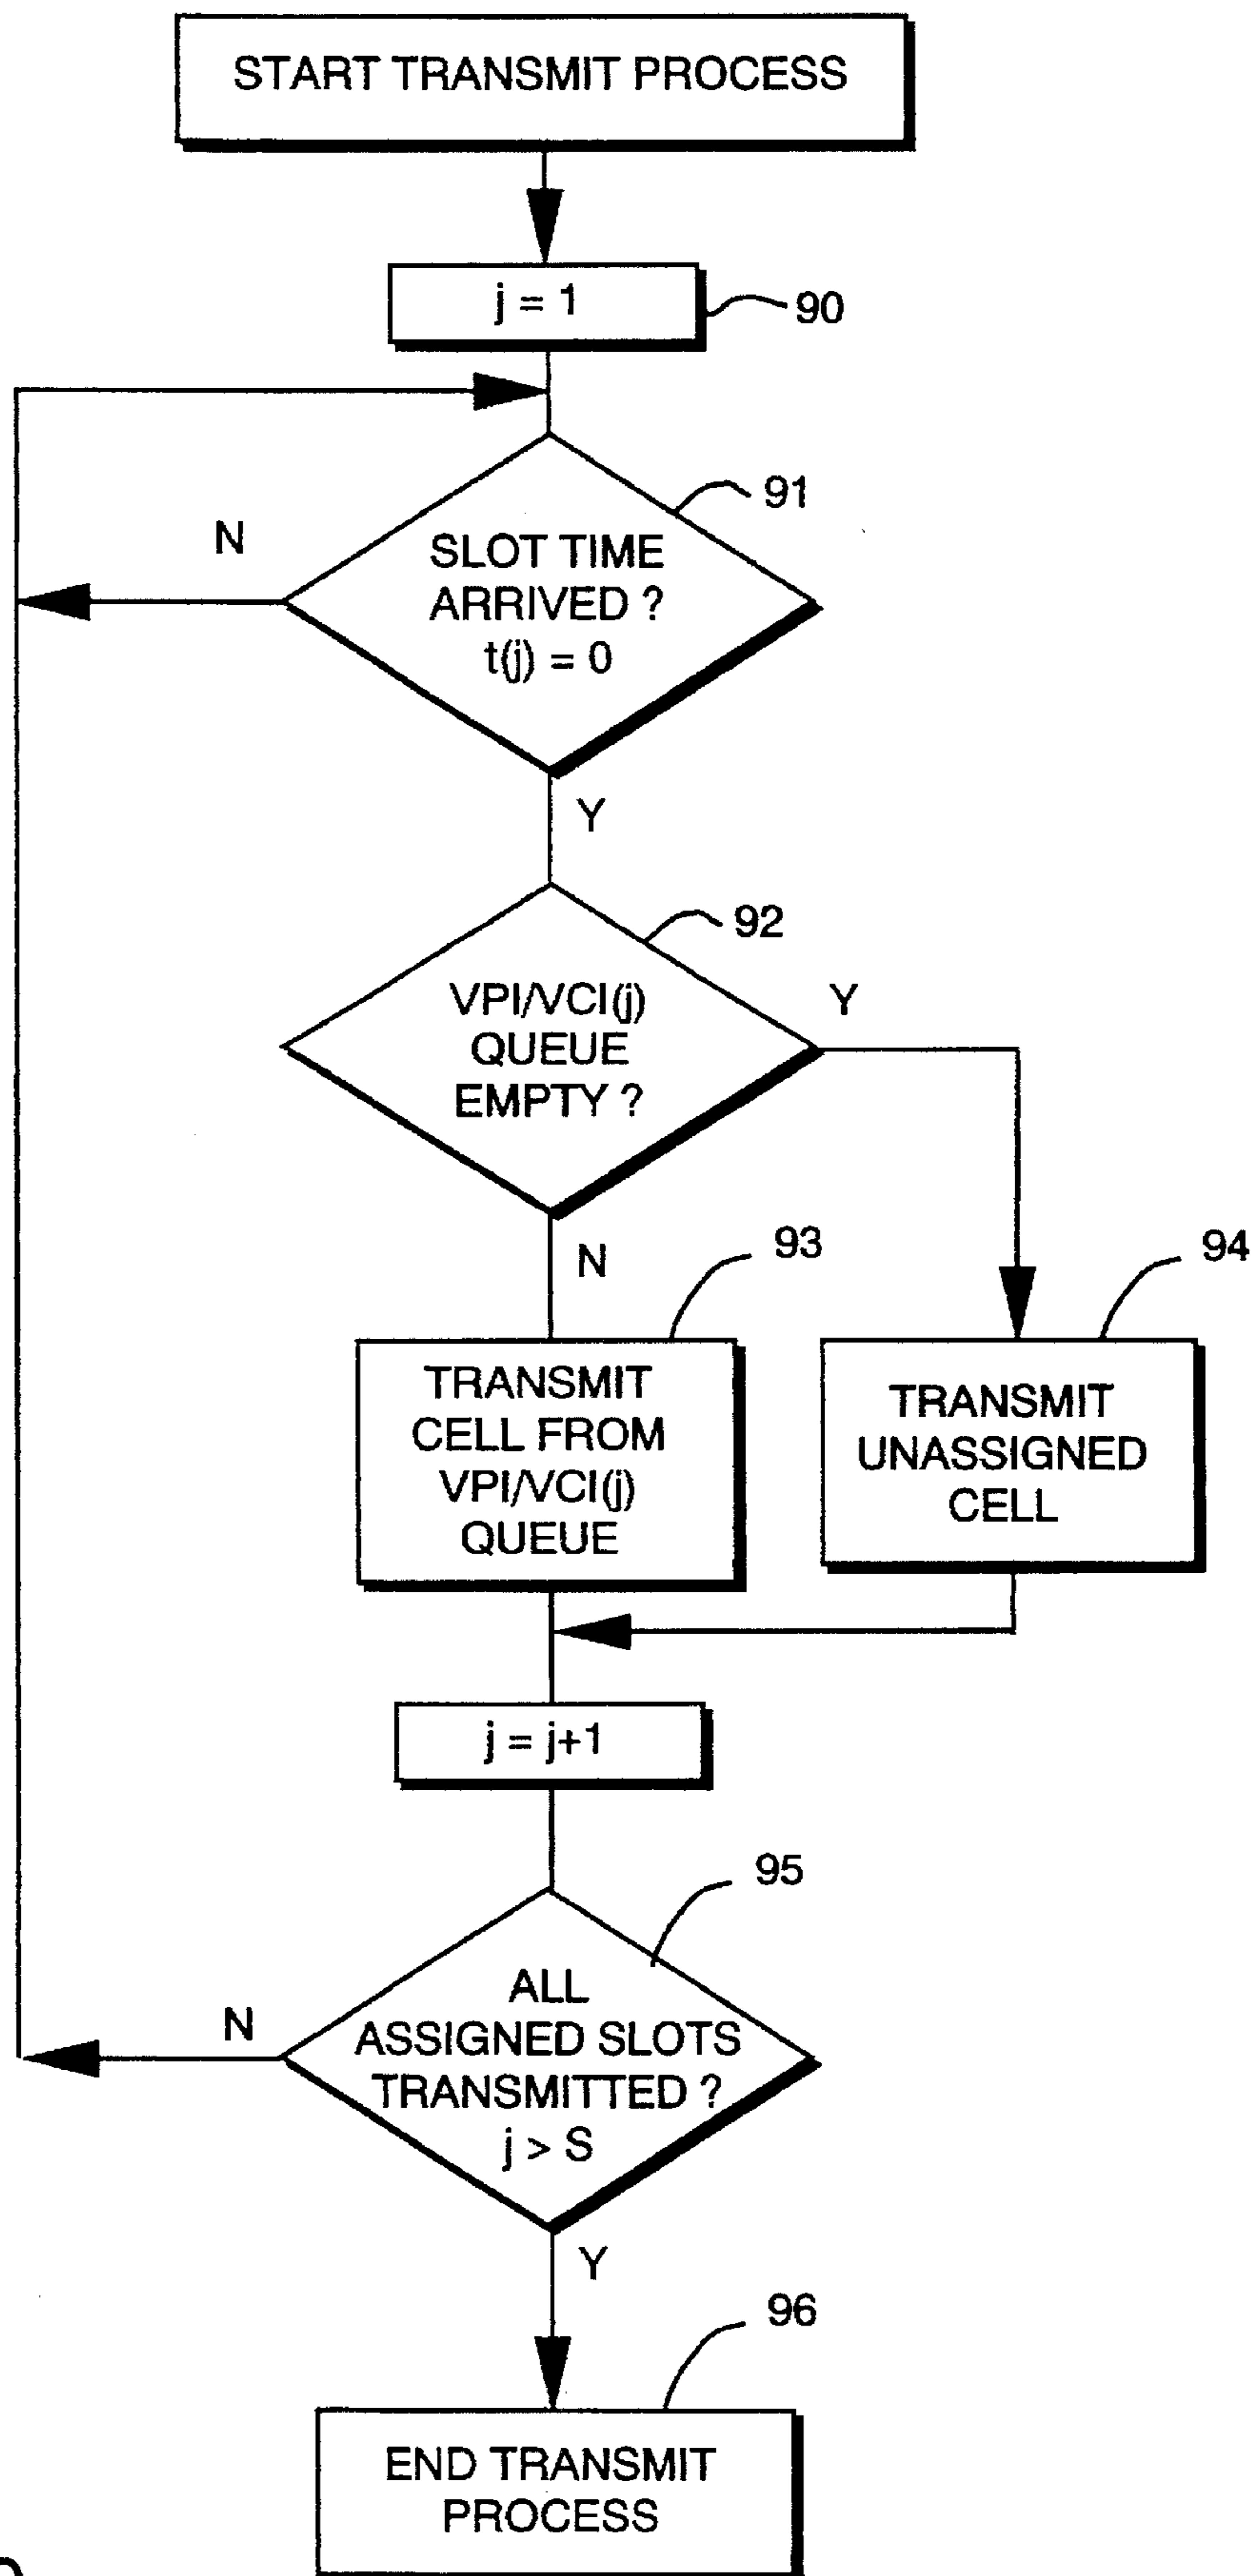 START TRANSMIT PROCESS
j = 1
90
91
N
SLOT TIME
ARRIVED ?
t(j) = 0
Y
92
VPI/VCI(j)
QUEUE
EMPTY ?
Y
N
93
94
TRANSMIT
CELL FROM
VPI/VCI(j)
QUEUE
TRANSMIT
UNASSIGNED
CELL
j = j+1
95
N
ALL
ASSIGNED SLOTS
TRANSMITTED ?
j > S
Y
96
END TRANSMIT
PROCESS